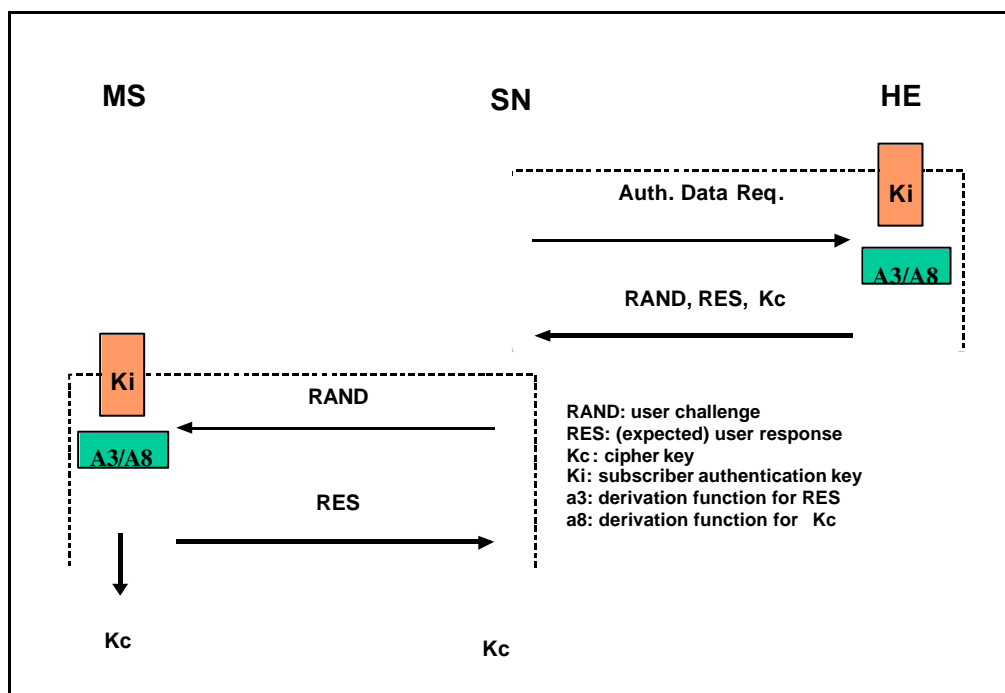 MS
SN
HE
Ki
Auth. Data Req.
A3/A8
RAND, RES, Kc
Ki
RAND
A3/A8
RES
RAND: user challenge
RES: (expected) user response
Kc: cipher key
Ki: subscriber authentication key
a3: derivation function for RES
a8: derivation function for Kc
Kc
Kc